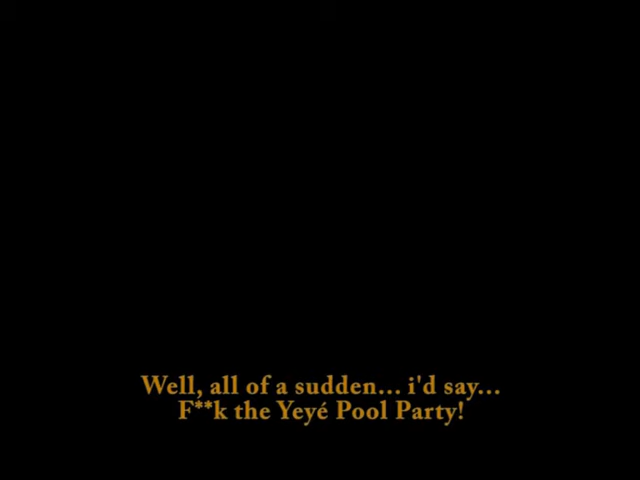 Well, all of a sudden... i'd say...
F**k the Yeyé Pool Party!